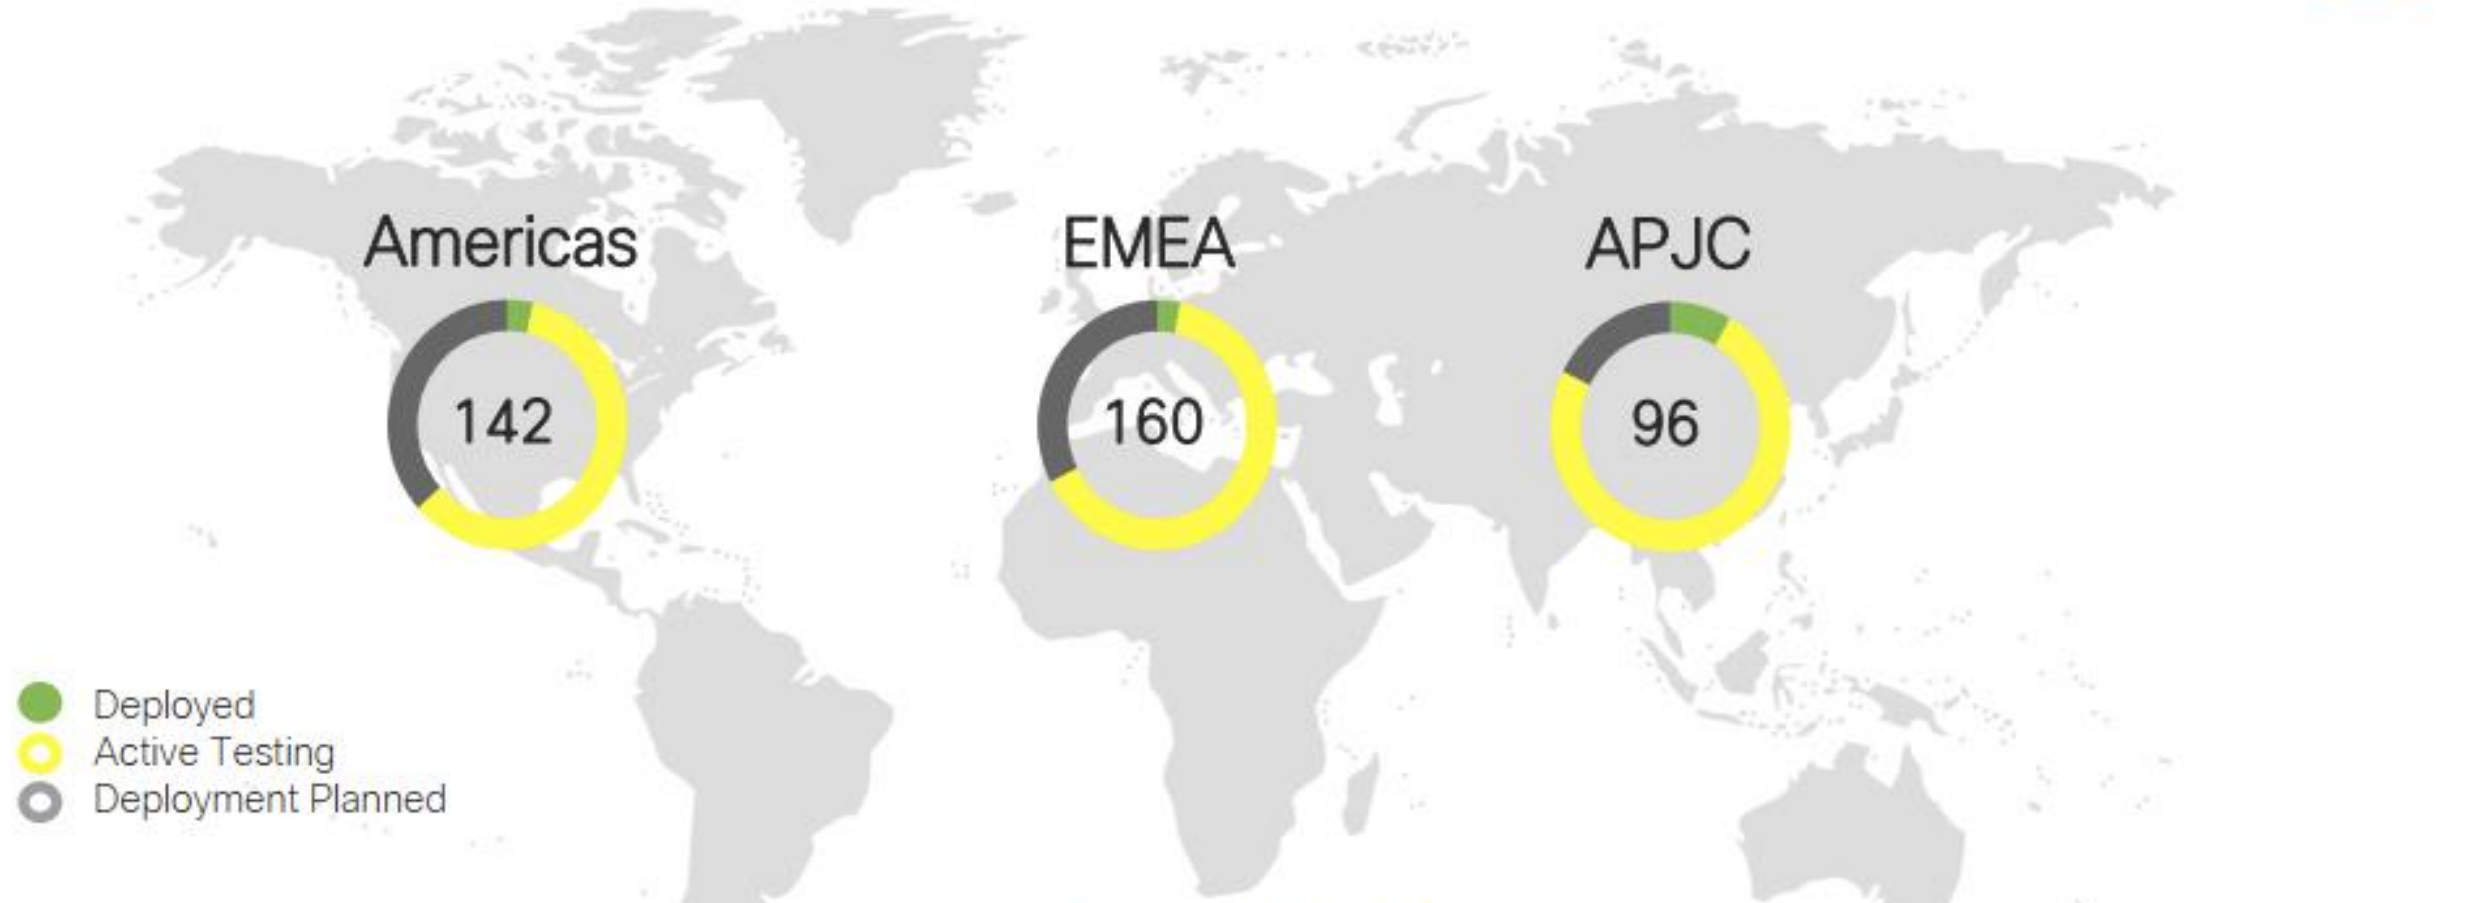 Americas
EMEA
APJC
142
160
96
Deployed
Active Testing
Deployment Planned